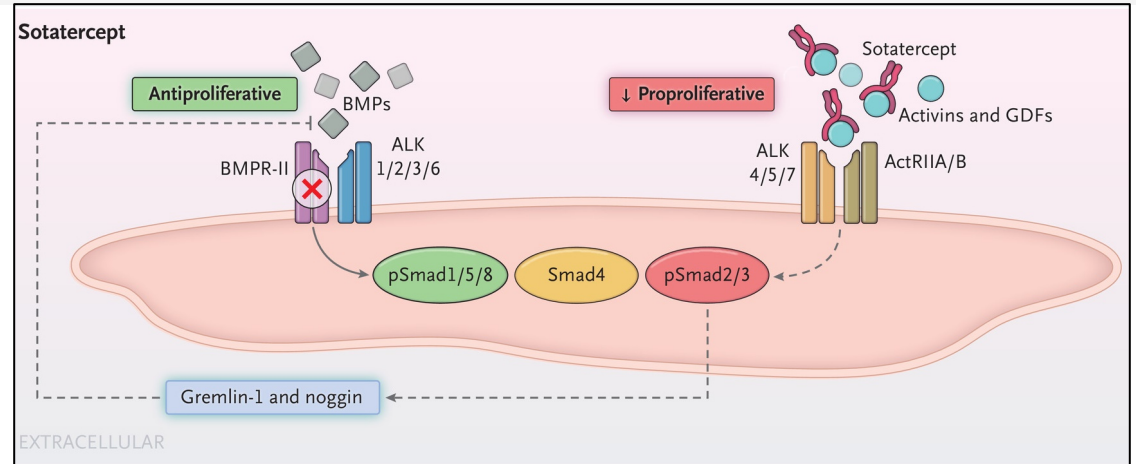 Sotatercept
Antiproliferative
BMPs
↓ Proproliferative
Sotatercept
Activins and GDFs
BMPR-II
ALK
1/2/3/6
ALK
4/5/7
ActRIIA/B
pSmad1/5/8
Smad4
pSmad2/3
Gremlin-1 and noggin
EXTRACELLULAR